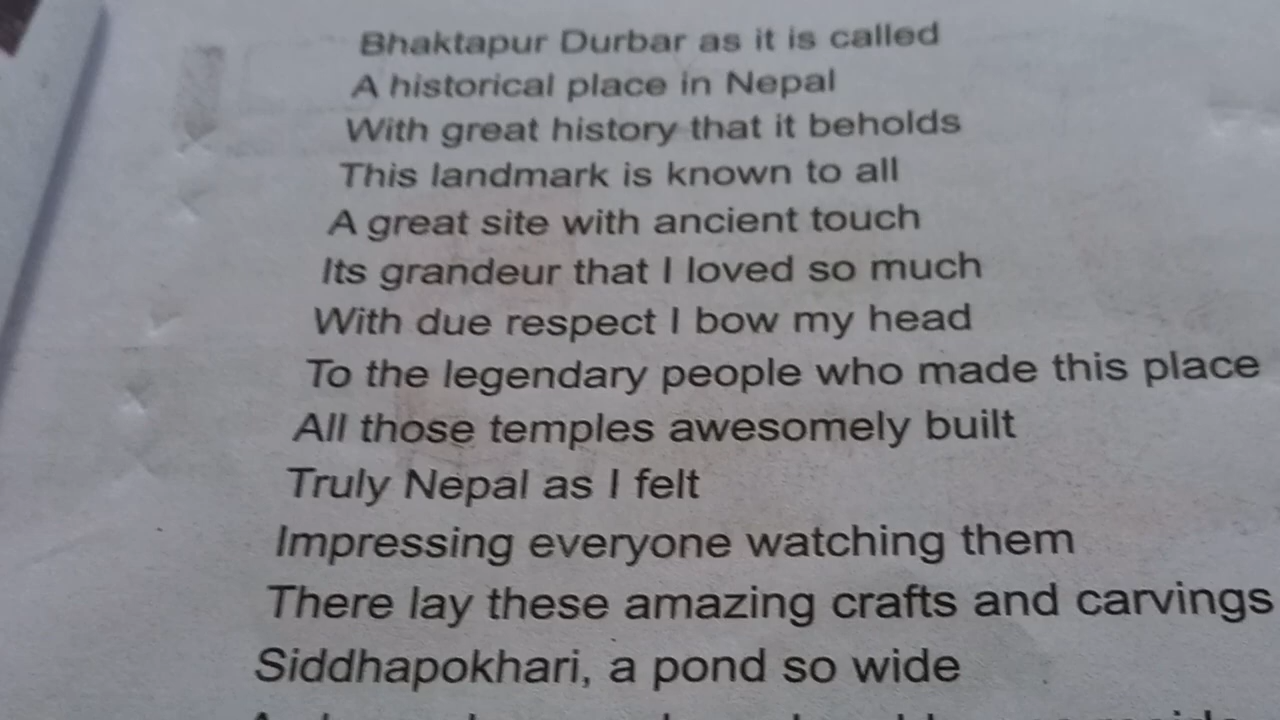 Bhaktapur Durbar as it is called
A historical place in Nepal
With great history that it beholds
This landmark is known to all
A great site with ancient touch
Its grandeur that I loved so much
With due respect I bow my head
To the legendary people who made this place
All those temples awesomely built
Truly Nepal as I felt
Impressing everyone watching them
There lay these amazing crafts and carvings
Siddhapokhari, a pond so wide